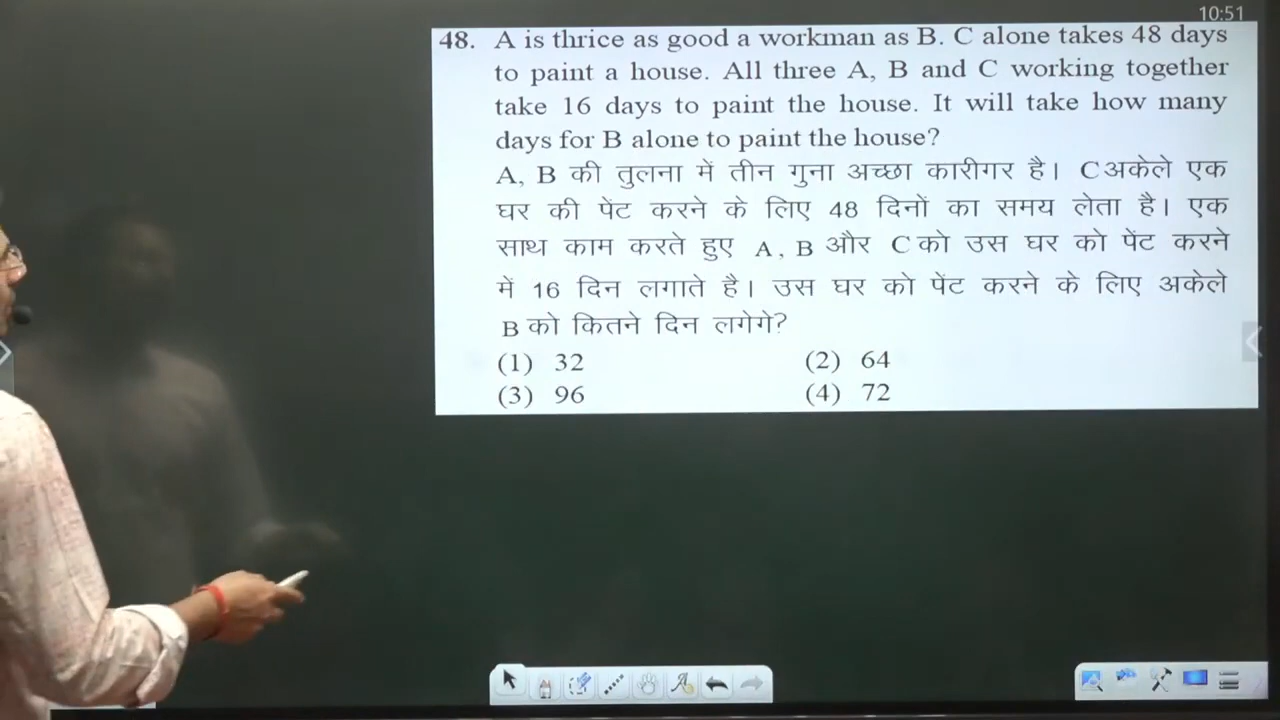 10:51
48. A is thrice as good a workman as B. C alone takes 48 days
to paint a house. All three A, B and C working together
take 16 days to paint the house. It will take how many
days for B alone to paint the house?
A, B की तुलना में तीन गुना अच्छा कारीगर है। C अकेले एक
घर की पेंट करने के लिए 48 दिनों का समय लेता है। एक
साथ काम करते हुए A, B और C को उस घर को पेंट करने
में 16 दिन लगाते है। उस घर को पेंट करने के लिए अकेले
B को कितने दिन लगेगे?
(1) 32 (2) 64
(3) 96 (4) 72